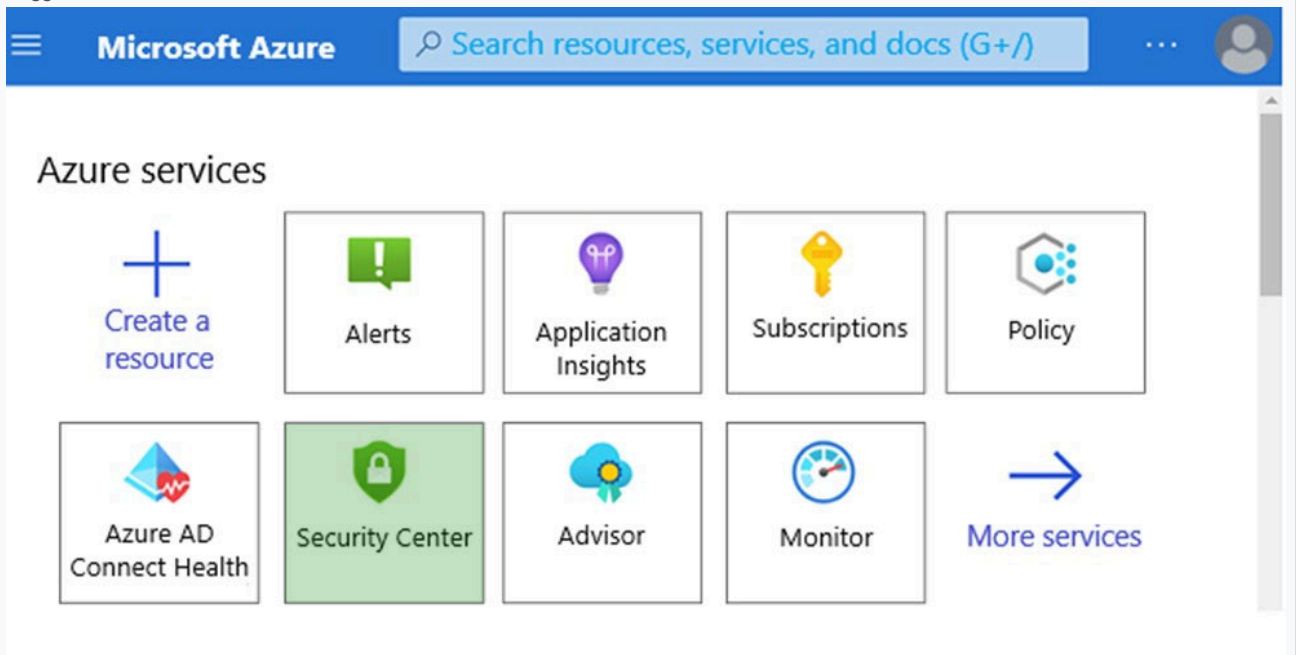 Microsoft Azure
Search resources, services, and docs (G+/)
...
Azure services
Create a
resource
Alerts
Application
Insights
Subscriptions
Policy
Azure AD
Connect Health
Security Center
Advisor
Monitor
More services